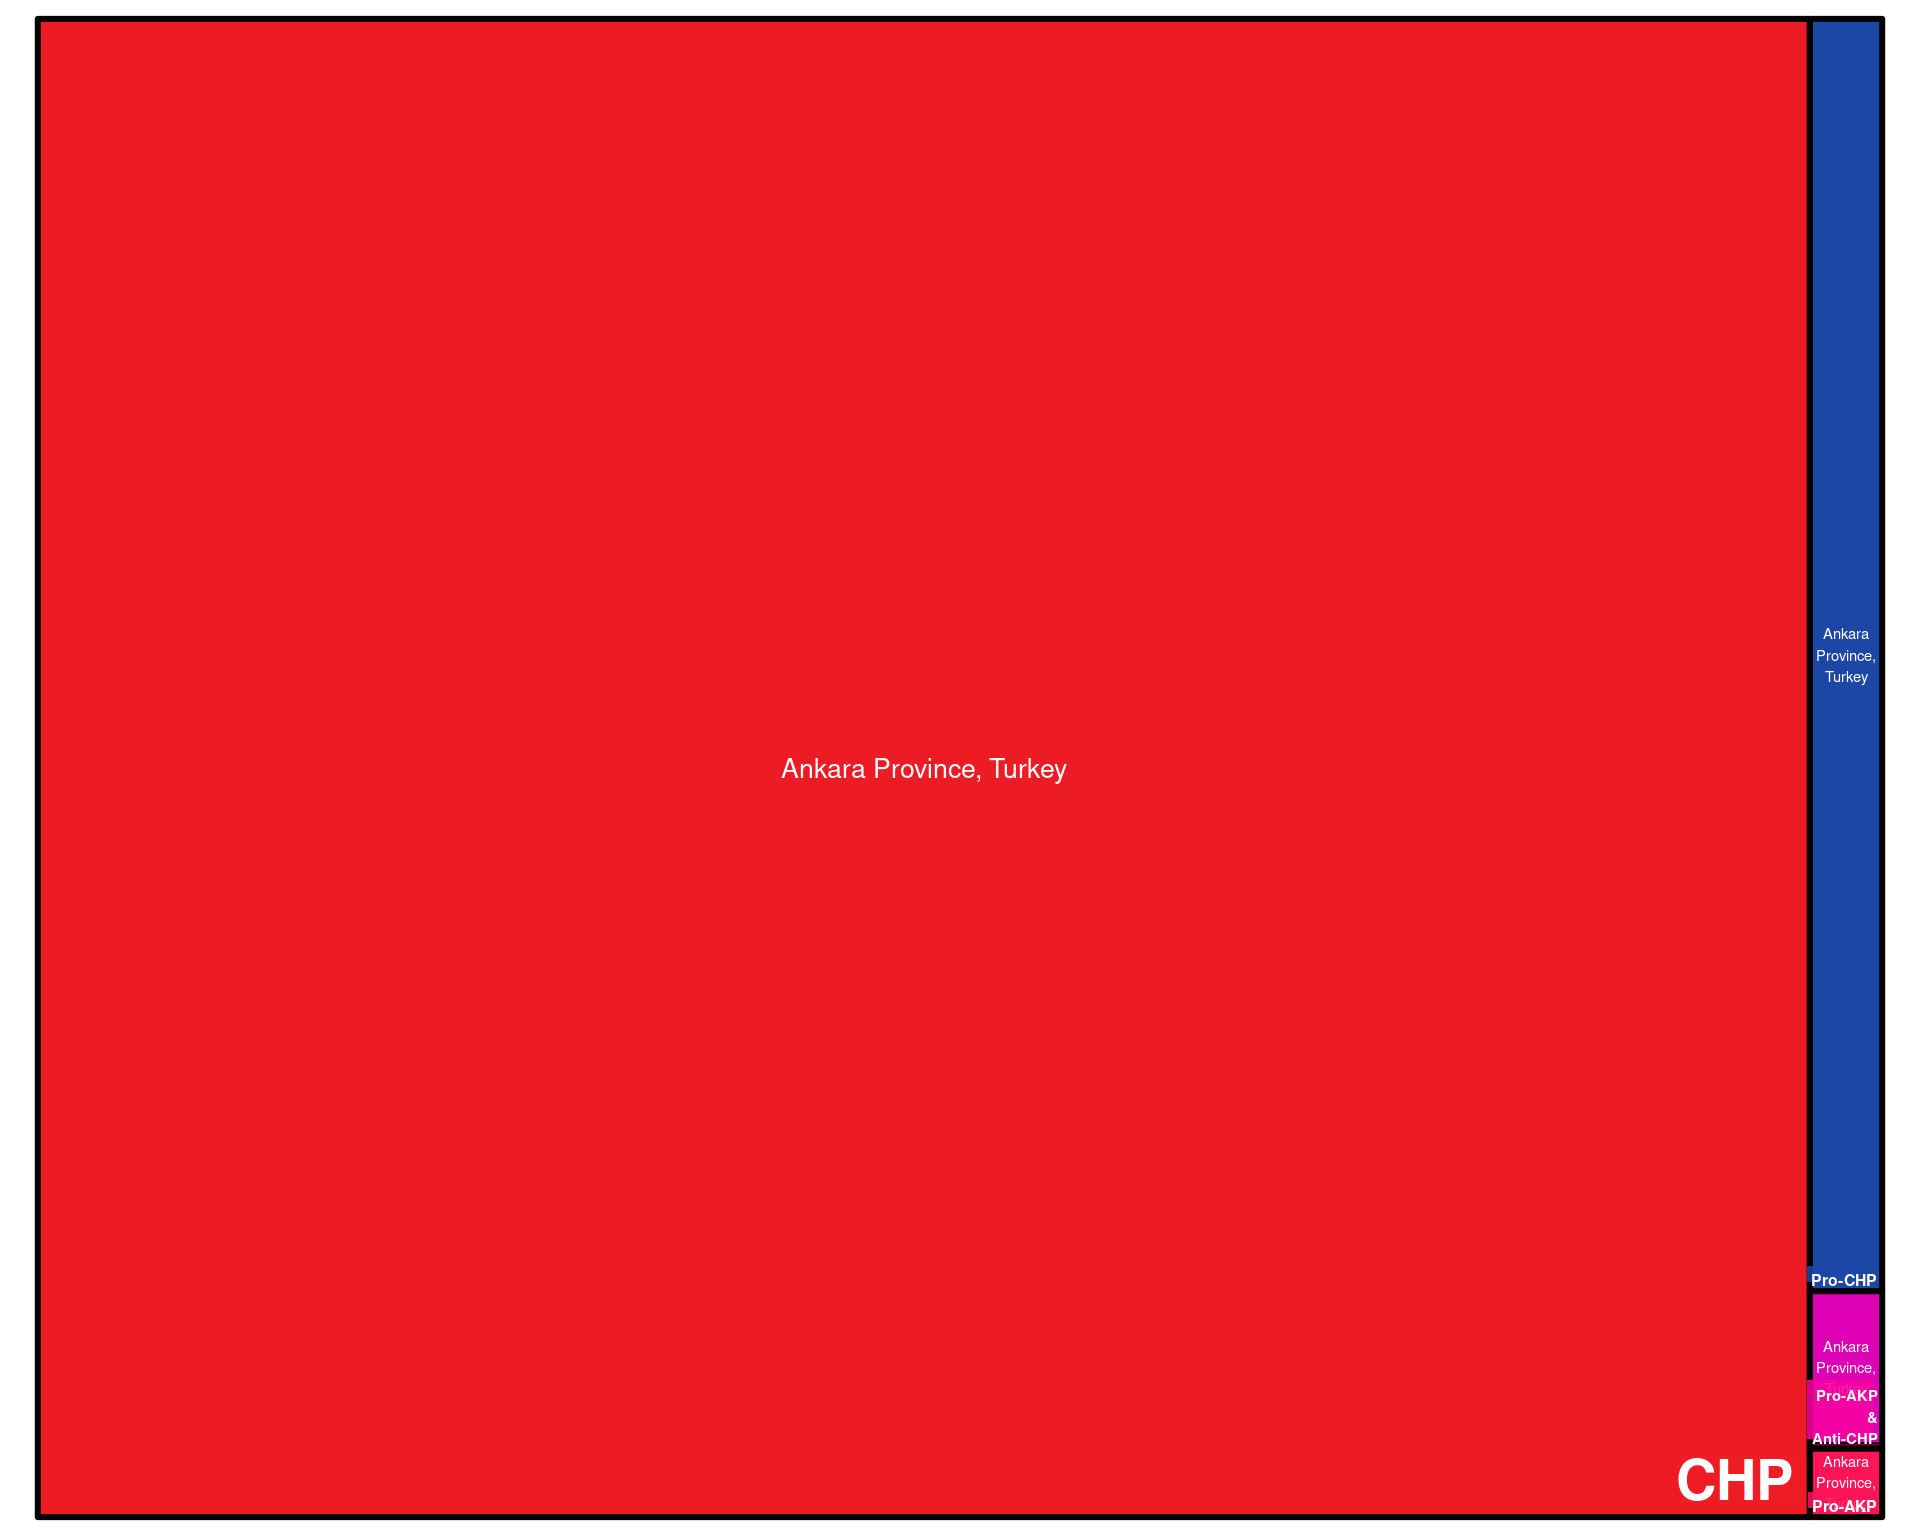 Ankara Province, Turkey
CHP
Ankara
Province,
Turkey
Pro-CHP
Ankara
Province,
Pro-AKP
&
Anti-CHP
Ankara
Province,
Pro-AKP